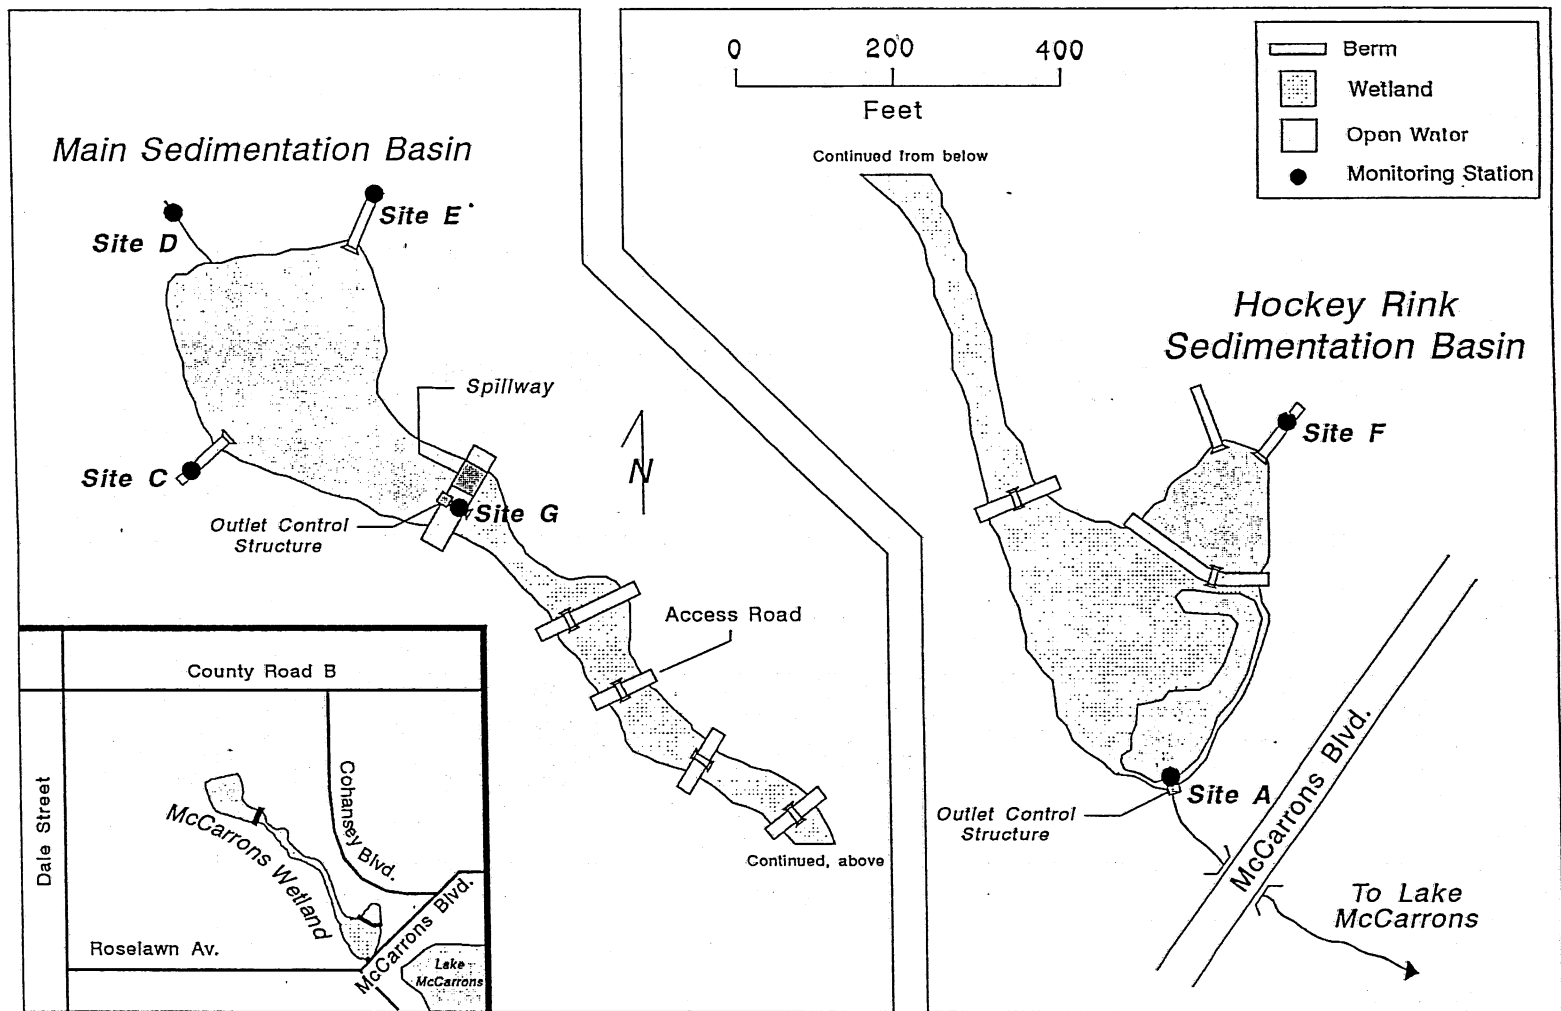 Main Sedimentation Basin
Site E
Site D
Spillway
Site C
Site G
Outlet Control
Structure
N
Access Road
Continued, above
County Road B
Dale Street
Cohansey Blvd.
McCarrons Wetland
Roselawn Av.
McCarrons Blvd.
Lake
McCarrons
0 200 400
Feet
Continued from below
Berm
Wetland
Open Water
Monitoring Station
Hockey Rink
Sedimentation Basin
Site F
Site A
Outlet Control
Structure
McCarrons Blvd.
To Lake
McCarrons